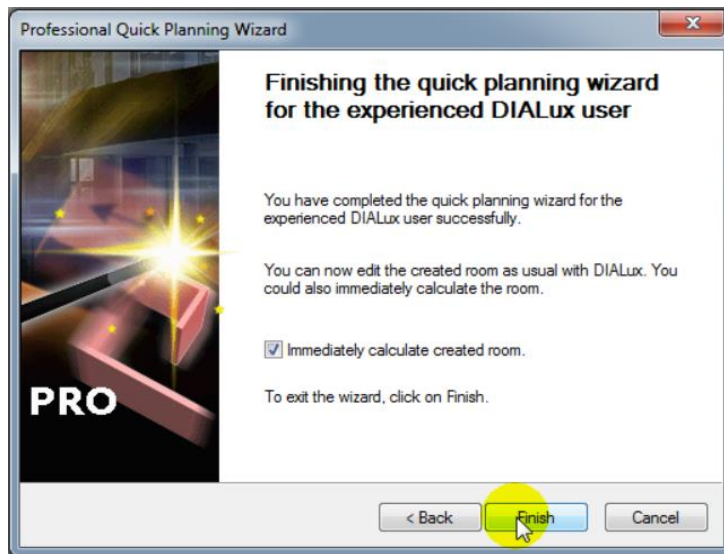 Professional Quick Planning Wizard
Finishing the quick planning wizard
for the experienced DIALux user
You have completed the quick planning wizard for the
experienced DIALux user successfully.
You can now edit the created room as usual with DIALux. You
could also immediately calculate the room.
Immediately calculate created room.
To exit the wizard, click on Finish.
PRO
< Back Finish Cancel